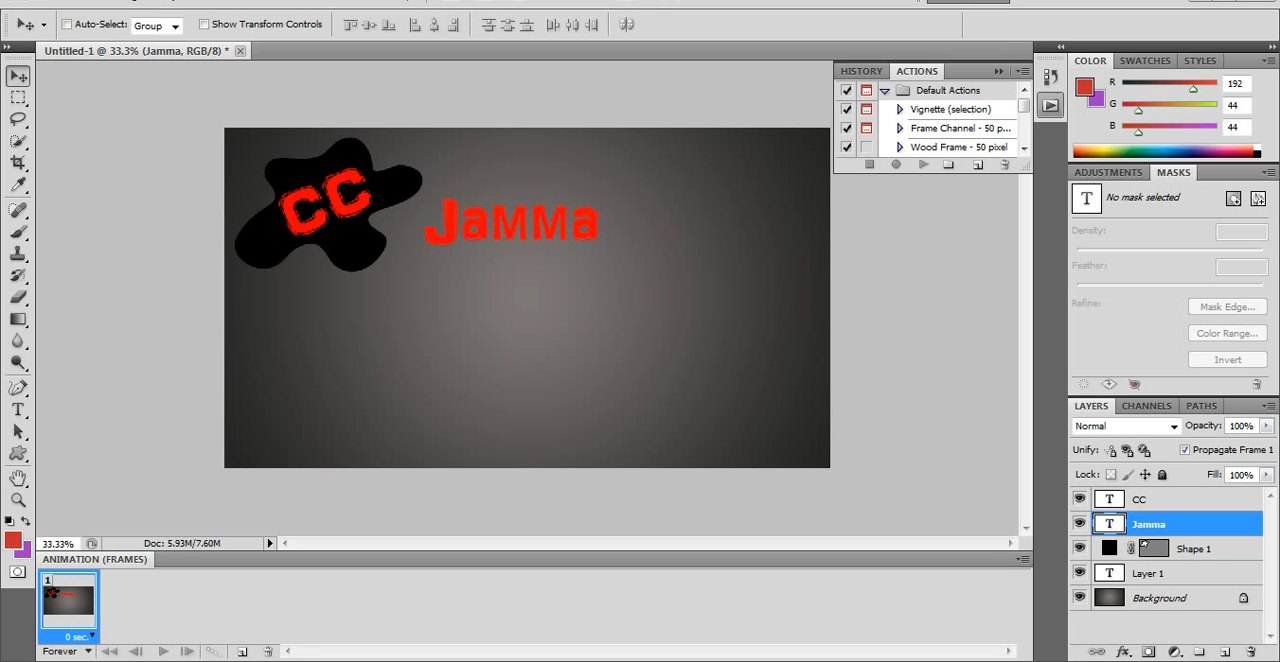 Auto-Select: Group Show Transform Controls
Untitled-1 @ 33.3% (Jamma, RGB/8) *
HISTORY ACTIONS
Default Actions
Vignette (selection)
Frame Channel - 50 p...
Wood Frame - 50 pixel
COLOR SWATCHES STYLES
R 192
G 44
B 44
ADJUSTMENTS MASKS
T No mask selected
Density:
Feather:
Refine:
Mask Edge...
Color Range...
Invert
CC
JaMMa
LAYERS CHANNELS PATHS
Normal Opacity: 100%
Unify: Propagate Frame 1
Lock: Fill: 100%
T CC
T Jamma
Shape 1
T Layer 1
Background
33.33% Doc: 5.93M/7.60M
ANIMATION (FRAMES)
1
0 sec.
Forever